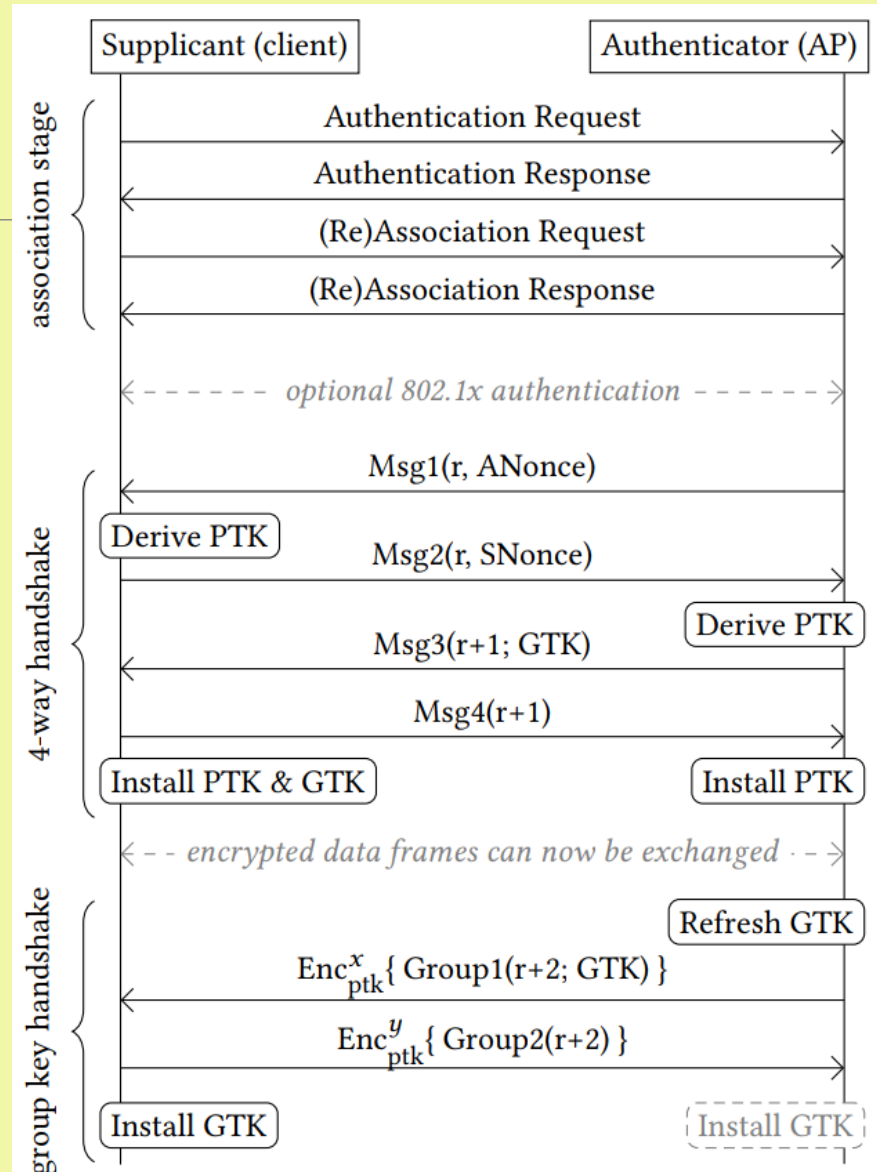 Supplicant (client)
Authenticator (AP)
association stage
Authentication Request
Authentication Response
(Re)Association Request
(Re)Association Response
optional 802.1x authentication
4-way handshake
Msg1(r, ANonce)
Derive PTK
Msg2(r, SNonce)
Derive PTK
Msg3(r+1; GTK)
Msg4(r+1)
Install PTK & GTK
Install PTK
encrypted data frames can now be exchanged
group key handshake
Refresh GTK
Enc^x_ptk{ Group1(r+2; GTK) }
Enc^y_ptk{ Group2(r+2) }
Install GTK
Install GTK